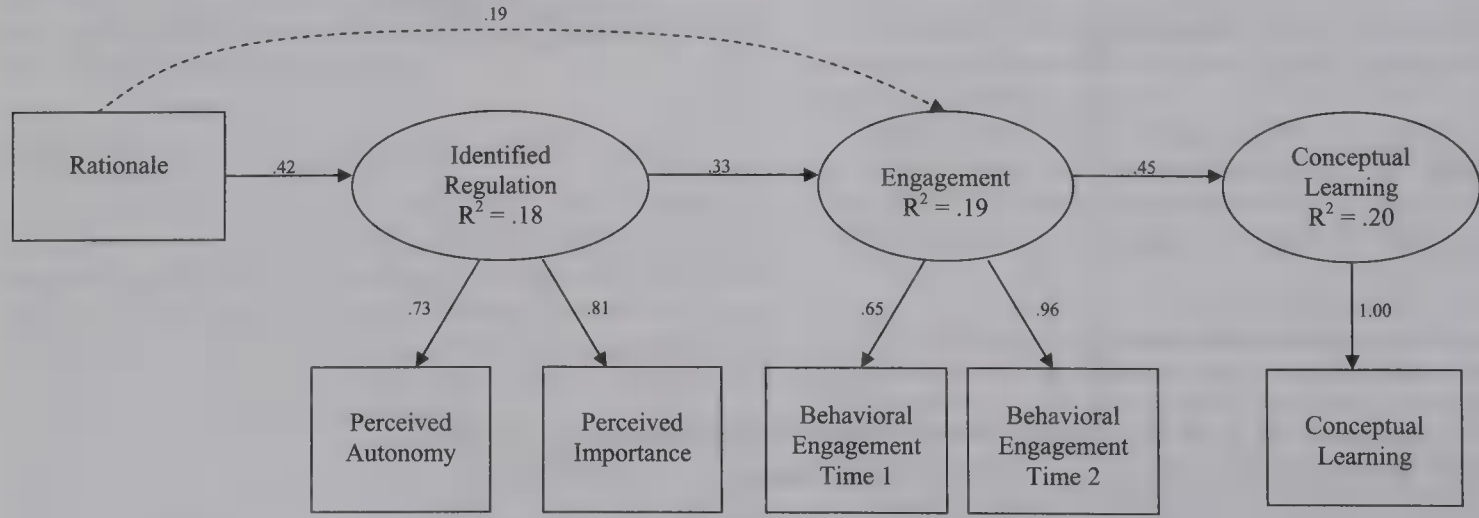 .19
Rationale
.42
Identified
Regulation
R² = .18
.33
Engagement
R² = .19
.45
Conceptual
Learning
R² = .20
.73
.81
.65
.96
1.00
Perceived
Autonomy
Perceived
Importance
Behavioral
Engagement
Time 1
Behavioral
Engagement
Time 2
Conceptual
Learning